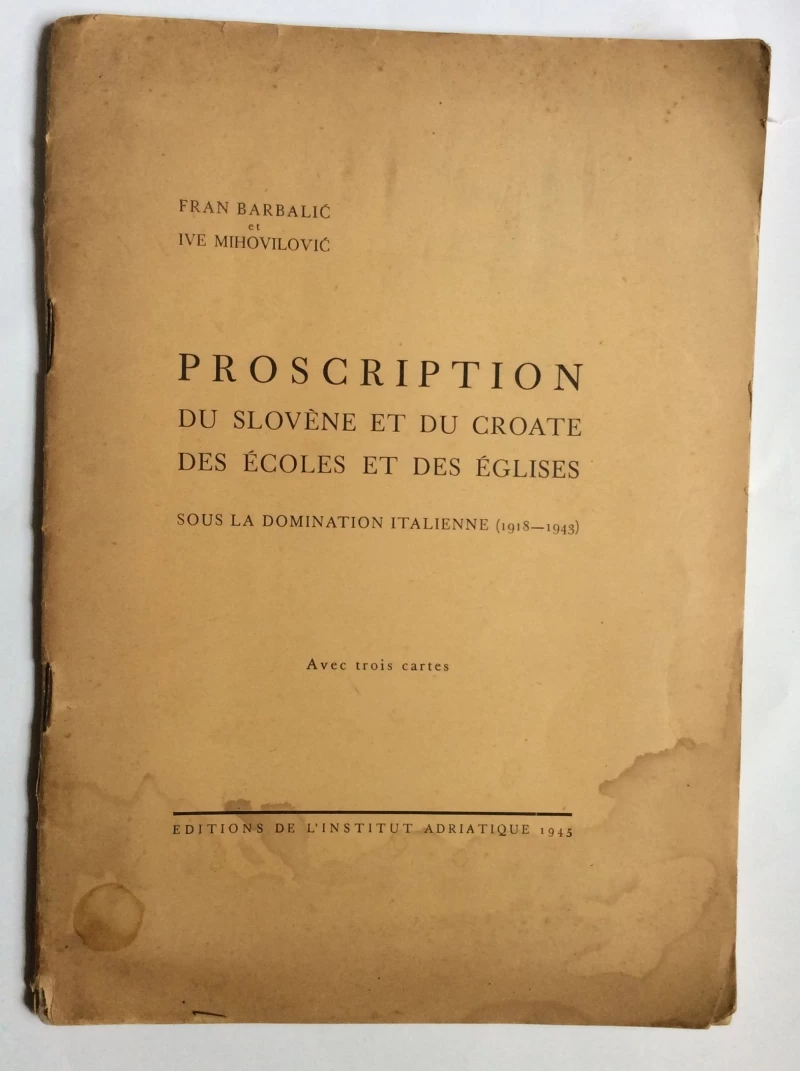 FRAN BARBALIĆ
et
IVE MIHOVILOVIĆ
PROSCRIPTION
DU SLOVÈNE ET DU CROATE
DES ÉCOLES ET DES ÉGLISES
SOUS LA DOMINATION ITALIENNE (1918—1943)
Avec trois cartes
EDITIONS DE L'INSTITUT ADRIATIQUE 1945